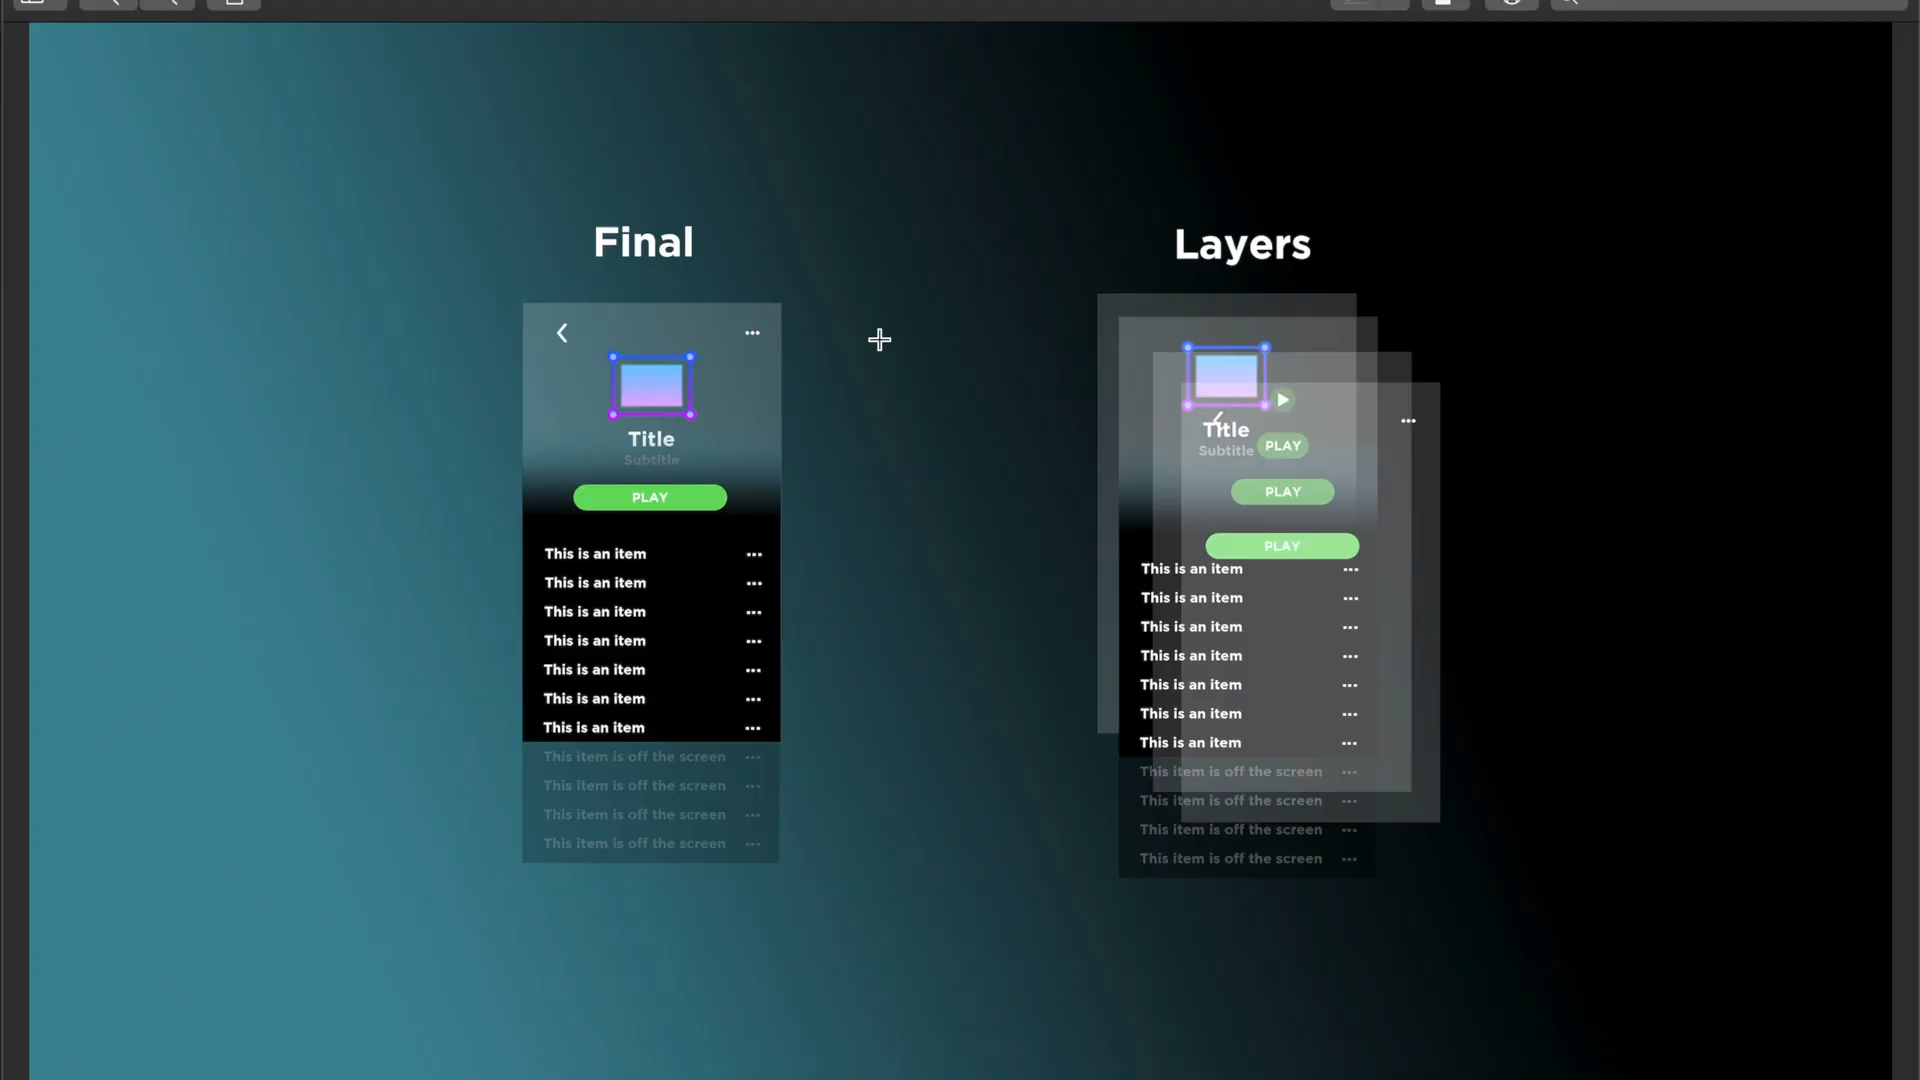 Final
Title
Subtitle
PLAY
This is an item
This is an item
This is an item
This is an item
This is an item
This is an item
This is an item
This item is off the screen
This item is off the screen
This item is off the screen
This item is off the screen
Layers
Title
Subtitle
PLAY
PLAY
PLAY
This is an item
This is an item
This is an item
This is an item
This is an item
This is an item
This is an item
This item is off the screen
This item is off the screen
This item is off the screen
This item is off the screen